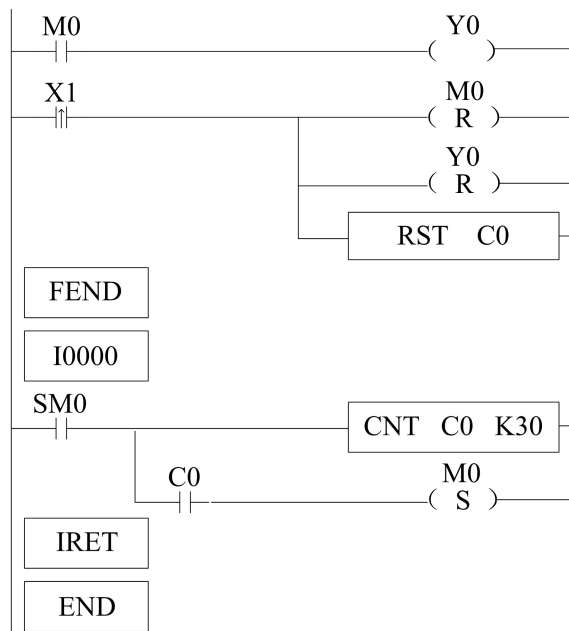 M0 Y0
X1 M0
R
Y0
R
RST C0
FEND
I0000
SM0
CNT C0 K30
C0 M0
S
IRET
END